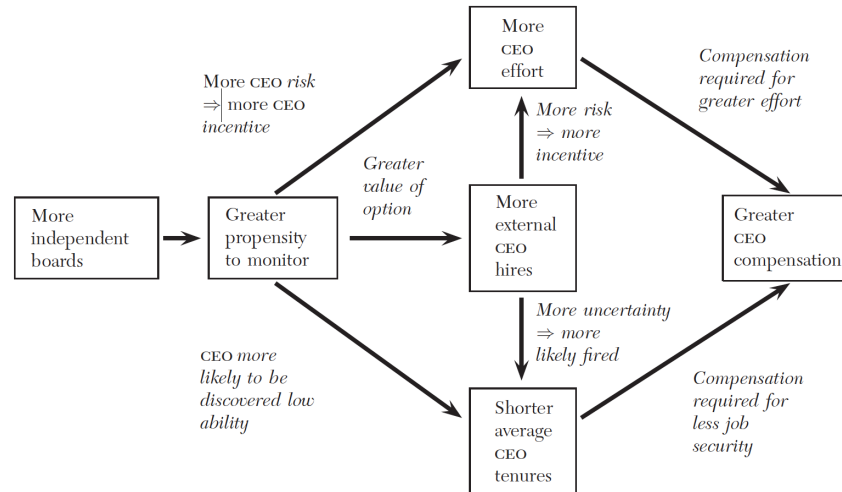 More
CEO
effort
More CEO risk
⇒ more CEO
incentive
Compensation
required for
greater effort
More risk
⇒ more
incentive
Greater
value of
option
More
independent
boards
Greater
propensity
to monitor
More
external
CEO
hires
Greater
CEO
compensation
More uncertainty
⇒ more
likely fired
CEO more
likely to be
discovered low
ability
Shorter
average
CEO
tenures
Compensation
required for
less job
security